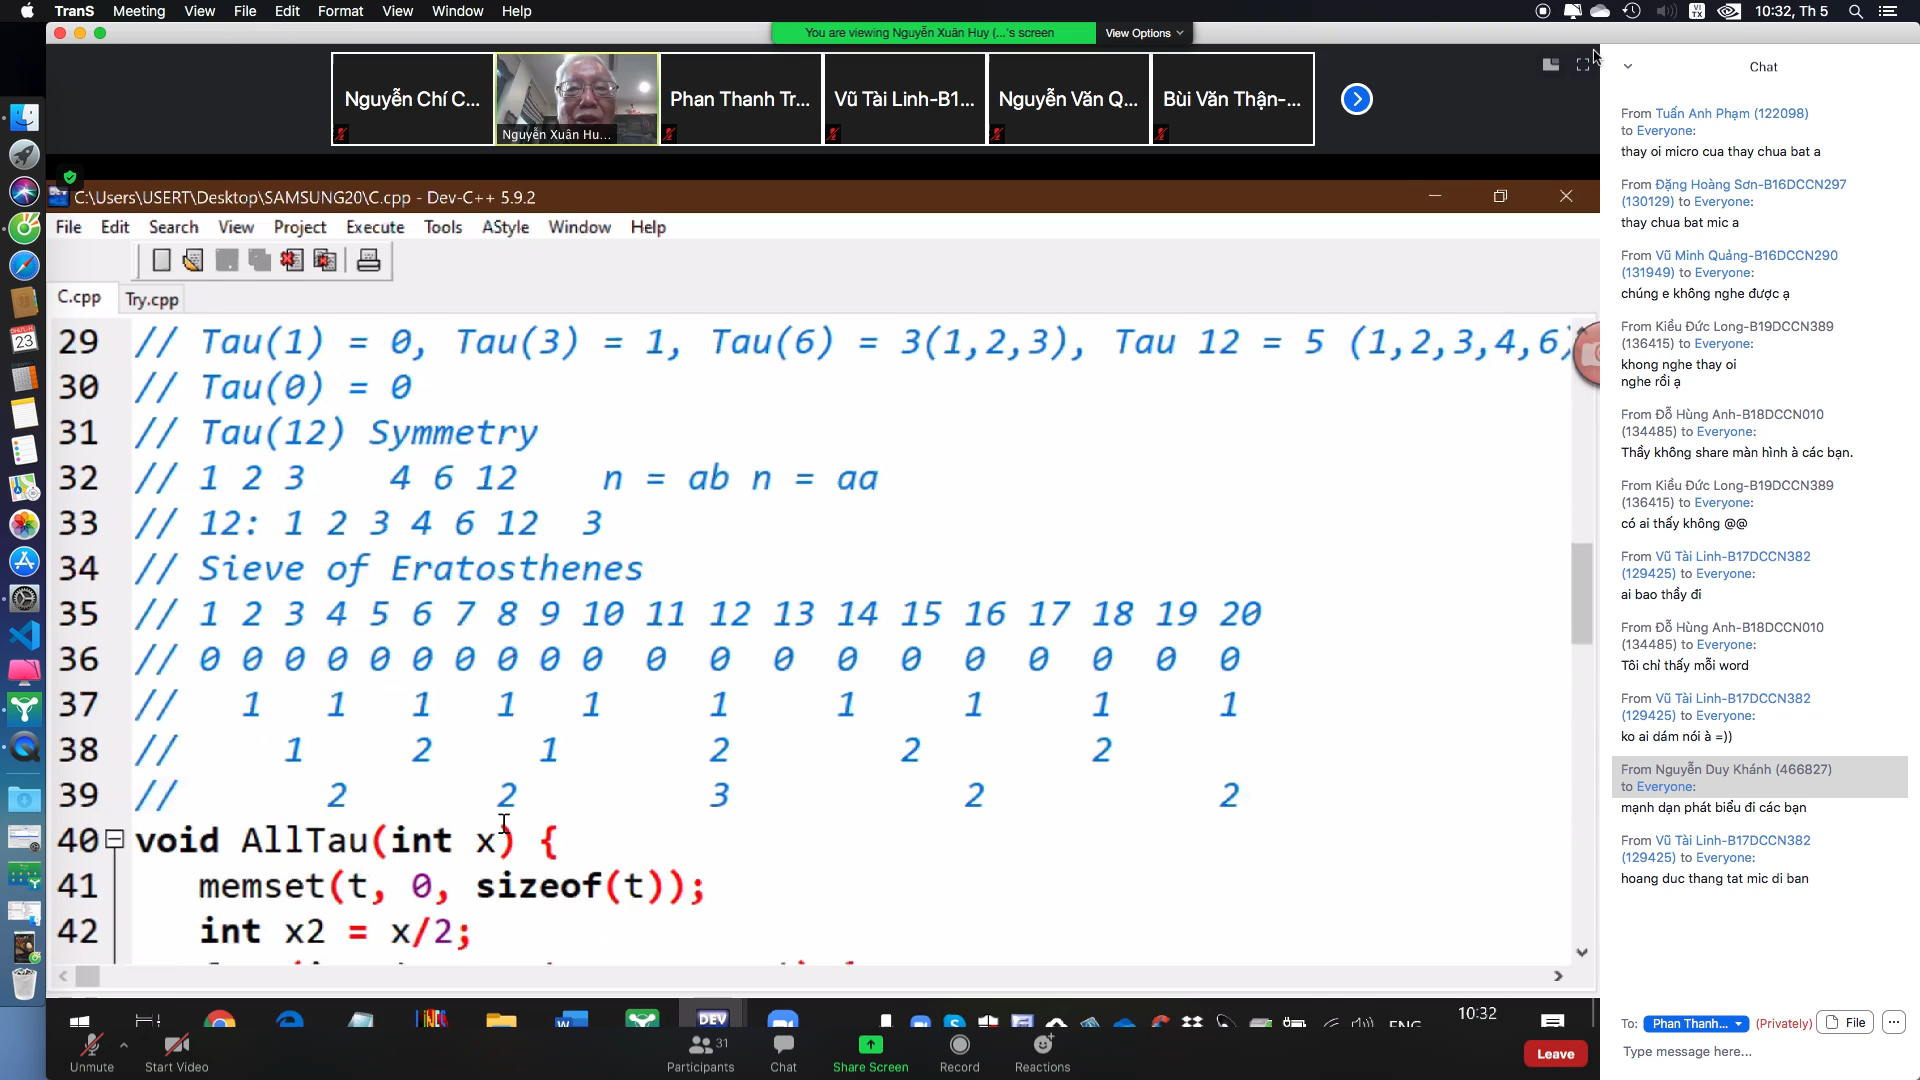 TranS Meeting View File Edit Format View Window Help
10:32, Th 5
You are viewing Nguyễn Xuân Huy (...'s screen
View Options
Nguyễn Chí C...
Nguyễn Xuân Hu...
Phan Thanh Tr...
Vũ Tài Linh-B1...
Nguyễn Văn Q...
Bùi Văn Thận-...
C:\Users\USERT\Desktop\SAMSUNG20\C.cpp - Dev-C++ 5.9.2
File Edit Search View Project Execute Tools AStyle Window Help
C.cpp Try.cpp
29 // Tau(1) = 0, Tau(3) = 1, Tau(6) = 3(1,2,3), Tau 12 = 5 (1,2,3,4,6)
30 // Tau(0) = 0
31 // Tau(12) Symmetry
32 // 1 2 3 4 6 12 n = ab n = aa
33 // 12: 1 2 3 4 6 12 3
34 // Sieve of Eratosthenes
35 // 1 2 3 4 5 6 7 8 9 10 11 12 13 14 15 16 17 18 19 20
36 // 0 0 0 0 0 0 0 0 0 0 0 0 0 0 0 0 0 0 0 0
37 // 1 1 1 1 1 1 1 1 1 1
38 // 1 2 1 2 2 2
39 // 2 2 3 2 2
40 void AllTau(int x) {
41 memset(t, 0, sizeof(t));
42 int x2 = x/2;
DEV
ENG
10:32
Unmute
Start Video
Participants
31
Chat
Share Screen
Record
Reactions
Leave
Chat
From Tuấn Anh Phạm (122098)
to Everyone:
thay oi micro cua thay chua bat a
From Đặng Hoàng Sơn-B16DCCN297
(130129) to Everyone:
thay chua bat mic a
From Vũ Minh Quảng-B16DCCN290
(131949) to Everyone:
chúng e không nghe được ạ
From Kiều Đức Long-B19DCCN389
(136415) to Everyone:
khong nghe thay oi
nghe rồi ạ
From Đỗ Hùng Anh-B18DCCN010
(134485) to Everyone:
Thầy không share màn hình à các bạn.
From Kiều Đức Long-B19DCCN389
(136415) to Everyone:
có ai thấy không @@
From Vũ Tài Linh-B17DCCN382
(129425) to Everyone:
ai bao thầy đi
From Đỗ Hùng Anh-B18DCCN010
(134485) to Everyone:
Tôi chỉ thấy mỗi word
From Vũ Tài Linh-B17DCCN382
(129425) to Everyone:
ko ai dám nói à =))
From Nguyễn Duy Khánh (466827)
to Everyone:
mạnh dạn phát biểu đi các bạn
From Vũ Tài Linh-B17DCCN382
(129425) to Everyone:
hoang duc thang tat mic di ban
To: Phan Thanh... (Privately) File
Type message here...